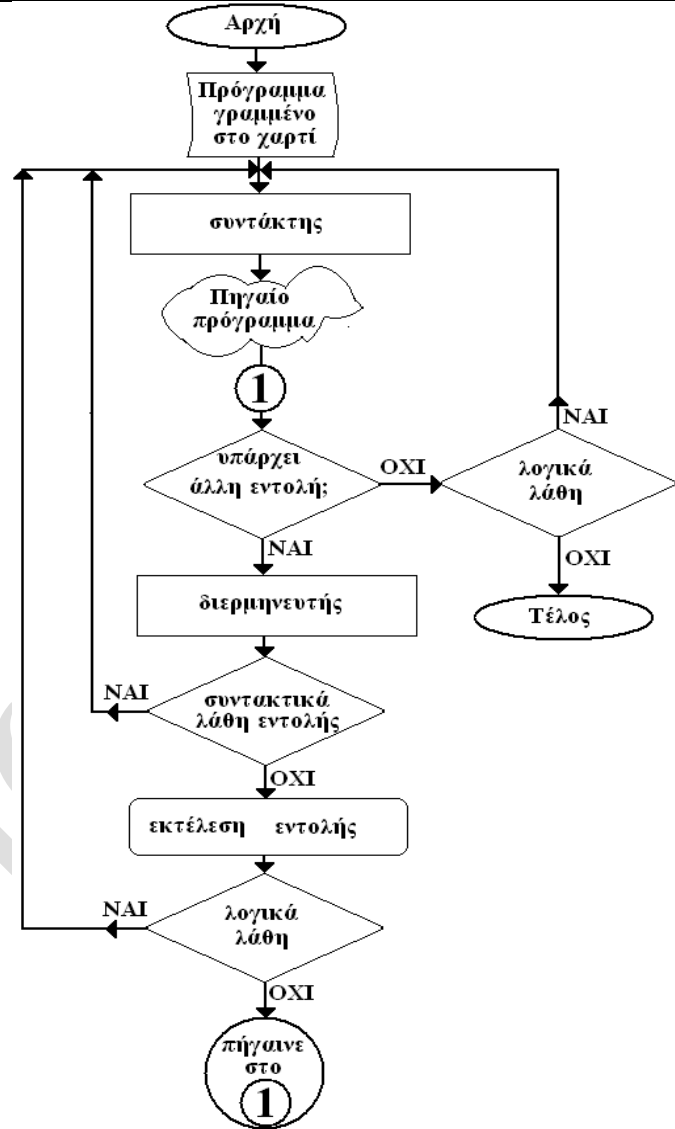 Αρχή
Πρόγραμμα
γραμμένο
στο χαρτί
συντάκτης
Πηγαίο
πρόγραμμα
1
υπάρχει
άλλη εντολή;
ΟΧΙ
ΝΑΙ
λογικά
λάθη
ΝΑΙ
ΟΧΙ
Τέλος
διερμηνευτής
ΝΑΙ
συντακτικά
λάθη εντολής
ΟΧΙ
εκτέλεση εντολής
ΝΑΙ
λογικά
λάθη
ΟΧΙ
πήγαινε
στο
1